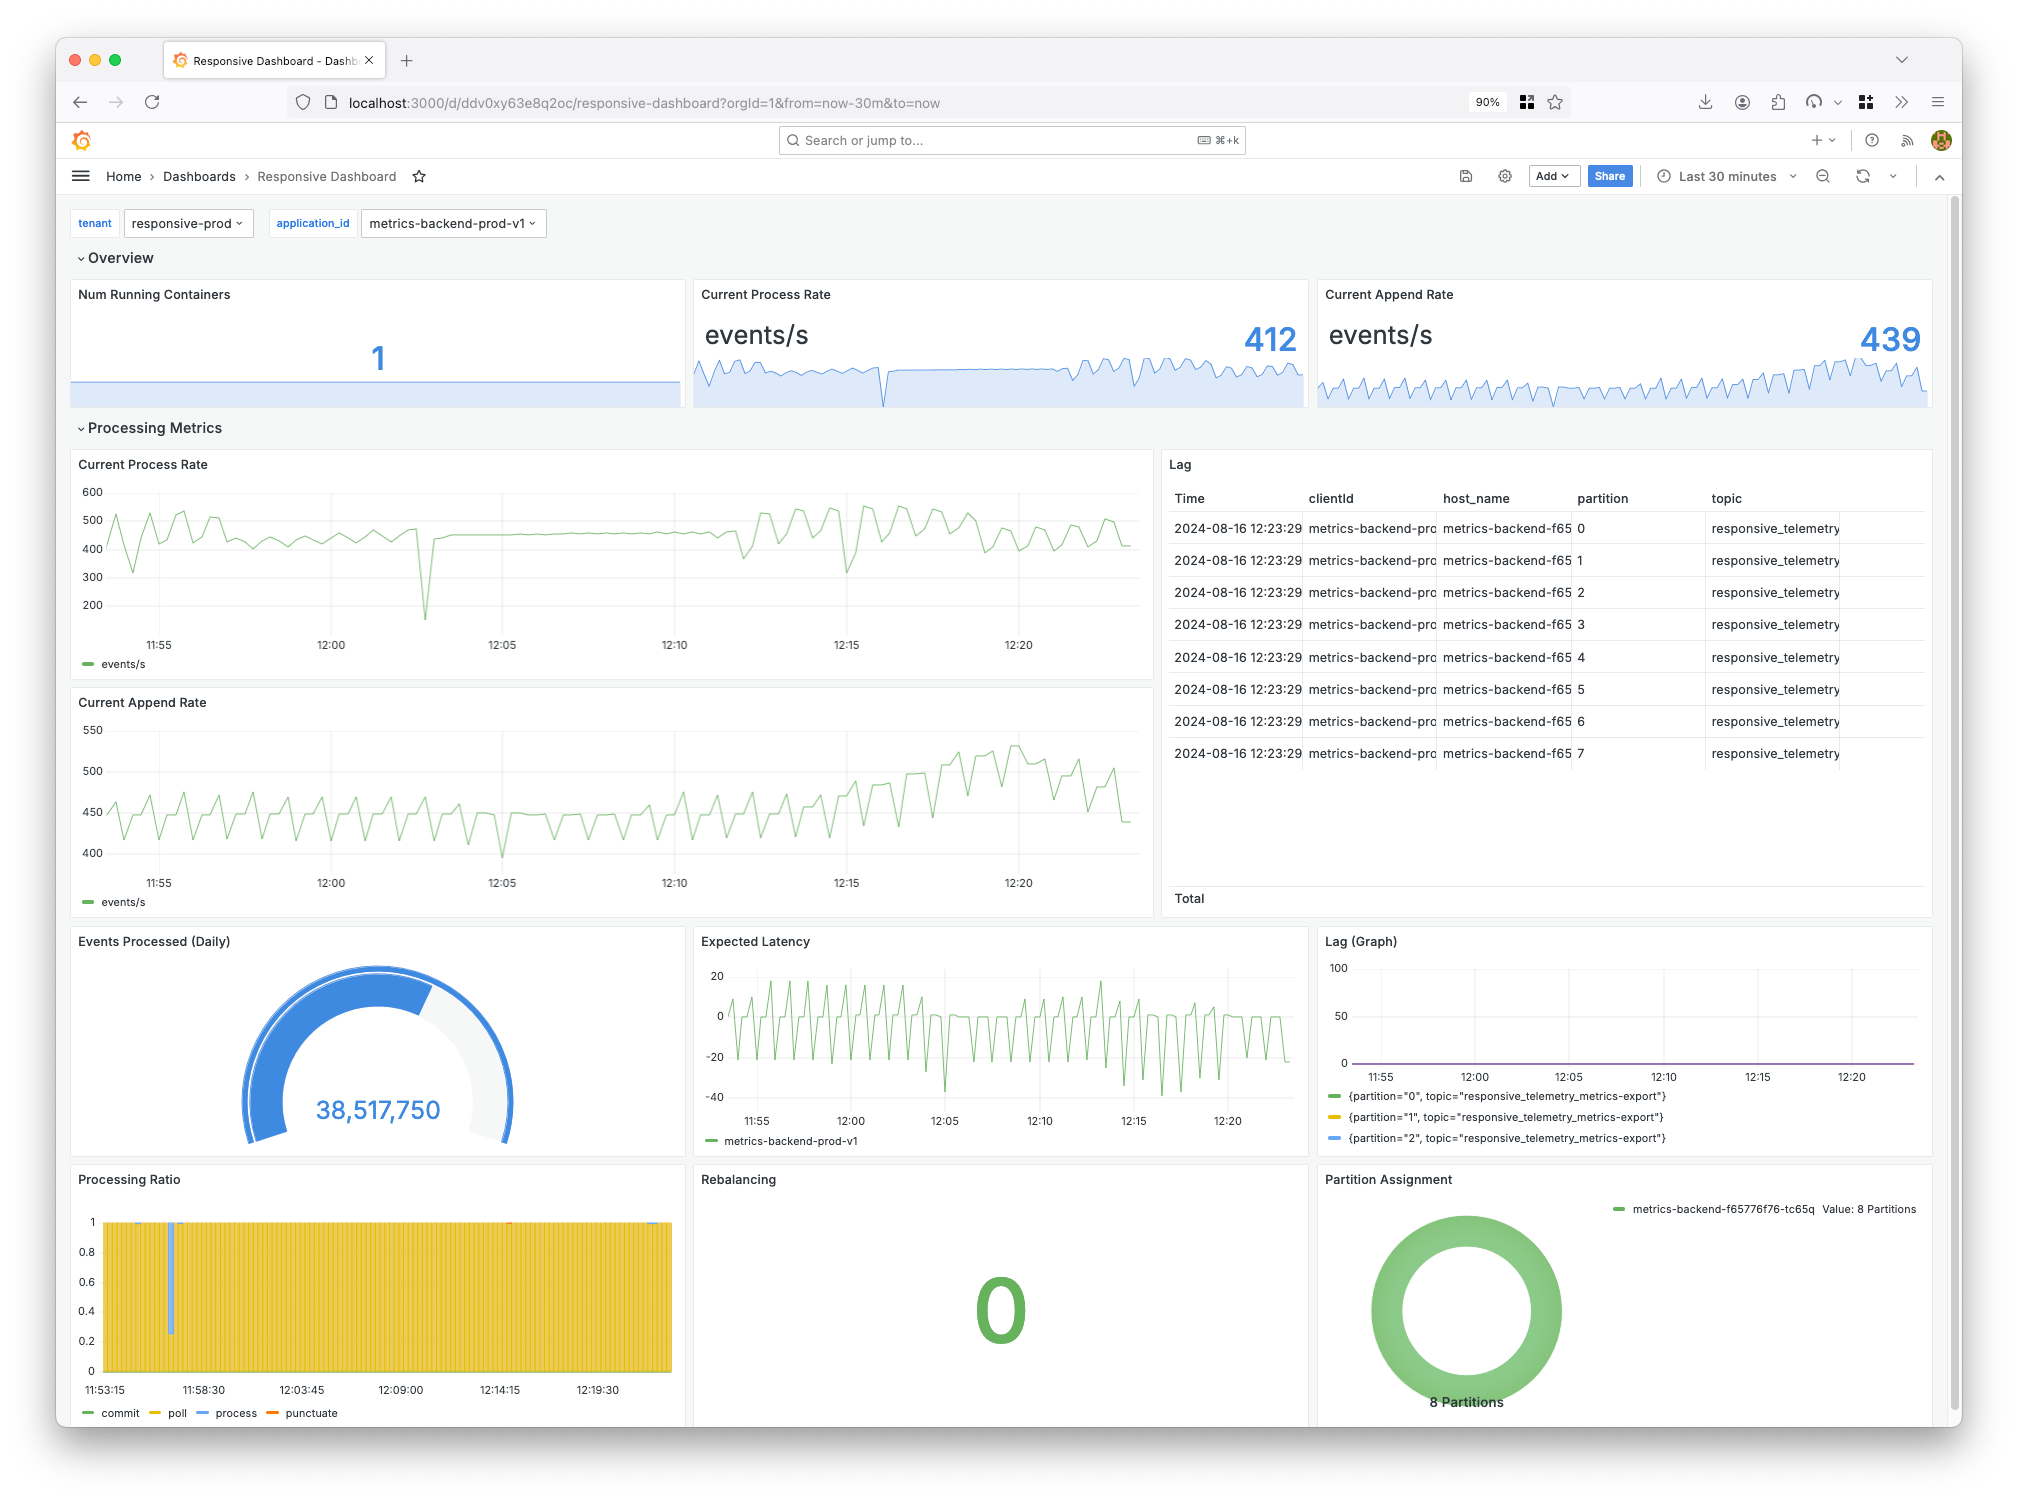 Responsive Dashboard - Dashb
localhost:3000/d/ddv0xy63e8q2oc/responsive-dashboard?orgId=1&from=now-30m&to=now
90%
Search or jump to...
⌘+k
Home › Dashboards › Responsive Dashboard
Add
Share
Last 30 minutes
tenant responsive-prod application_id metrics-backend-prod-v1
Overview
Num Running Containers
1
Current Process Rate
events/s 412
Current Append Rate
events/s 439
Processing Metrics
Current Process Rate
600
500
400
300
200
11:55 12:00 12:05 12:10 12:15 12:20
events/s
Current Append Rate
550
500
450
400
11:55 12:00 12:05 12:10 12:15 12:20
events/s
Lag
Time clientId host_name partition topic
2024-08-16 12:23:29 metrics-backend-pro metrics-backend-f65 0 responsive_telemetry
2024-08-16 12:23:29 metrics-backend-pro metrics-backend-f65 1 responsive_telemetry
2024-08-16 12:23:29 metrics-backend-pro metrics-backend-f65 2 responsive_telemetry
2024-08-16 12:23:29 metrics-backend-pro metrics-backend-f65 3 responsive_telemetry
2024-08-16 12:23:29 metrics-backend-pro metrics-backend-f65 4 responsive_telemetry
2024-08-16 12:23:29 metrics-backend-pro metrics-backend-f65 5 responsive_telemetry
2024-08-16 12:23:29 metrics-backend-pro metrics-backend-f65 6 responsive_telemetry
2024-08-16 12:23:29 metrics-backend-pro metrics-backend-f65 7 responsive_telemetry
Total
Events Processed (Daily)
38,517,750
Expected Latency
20
0
-20
-40
11:55 12:00 12:05 12:10 12:15 12:20
metrics-backend-prod-v1
Lag (Graph)
100
50
0
11:55 12:00 12:05 12:10 12:15 12:20
{partition="0", topic="responsive_telemetry_metrics-export"}
{partition="1", topic="responsive_telemetry_metrics-export"}
{partition="2", topic="responsive_telemetry_metrics-export"}
Processing Ratio
1
0.8
0.6
0.4
0.2
0
11:53:15 11:58:30 12:03:45 12:09:00 12:14:15 12:19:30
commit poll process punctuate
Rebalancing
0
Partition Assignment
metrics-backend-f65776f76-tc65q Value: 8 Partitions
8 Partitions